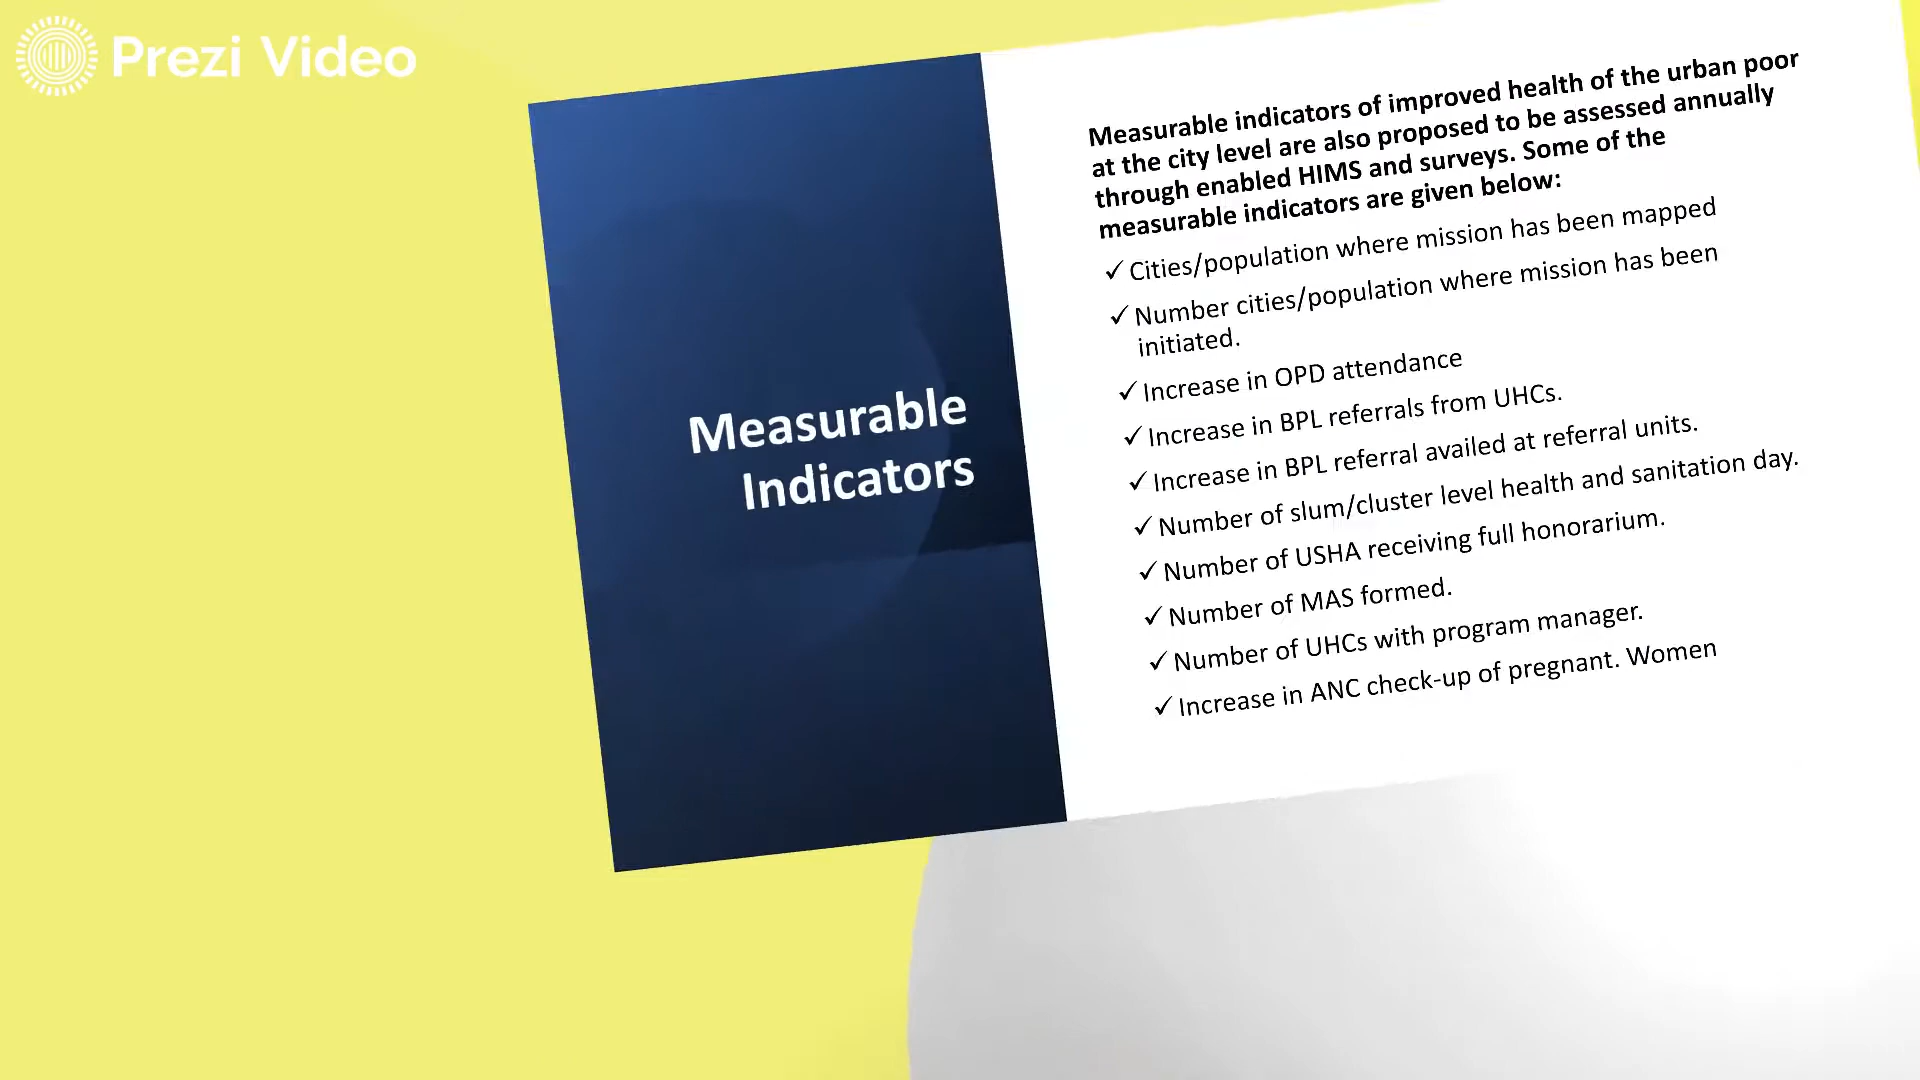 Prezi Video
Measurable
Indicators
Measurable indicators of improved health of the urban poor
at the city level are also proposed to be assessed annually
through enabled HIMS and surveys. Some of the
measurable indicators are given below:
✓ Cities/population where mission has been mapped
✓ Number cities/population where mission has been
initiated.
✓ Increase in OPD attendance
✓ Increase in BPL referrals from UHCs.
✓ Increase in BPL referral availed at referral units.
✓ Number of slum/cluster level health and sanitation day.
✓ Number of USHA receiving full honorarium.
✓ Number of MAS formed.
✓ Number of UHCs with program manager.
✓ Increase in ANC check-up of pregnant. Women